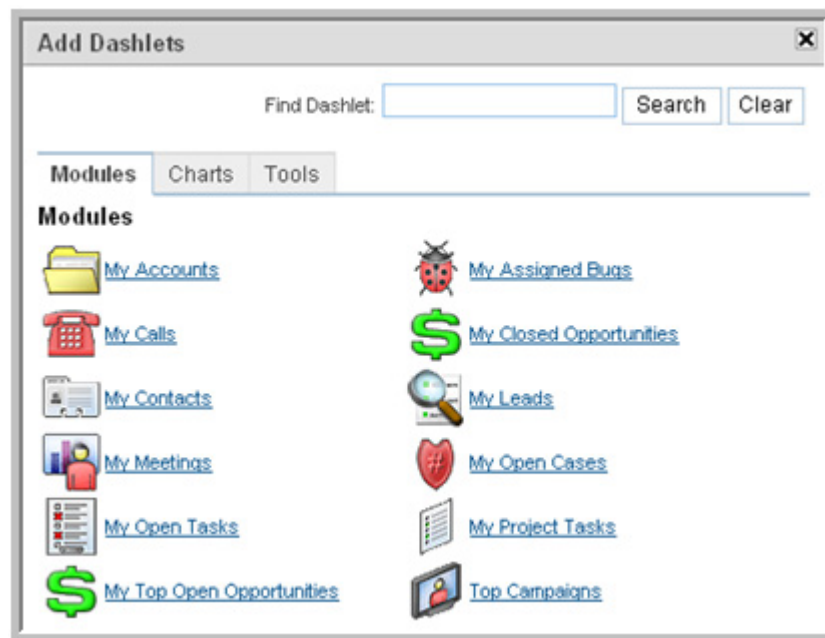 Add Dashlets
Find Dashlet: Search Clear
Modules Charts Tools
Modules
My Accounts My Assigned Bugs
My Calls My Closed Opportunities
My Contacts My Leads
My Meetings My Open Cases
My Open Tasks My Project Tasks
My Top Open Opportunities Top Campaigns